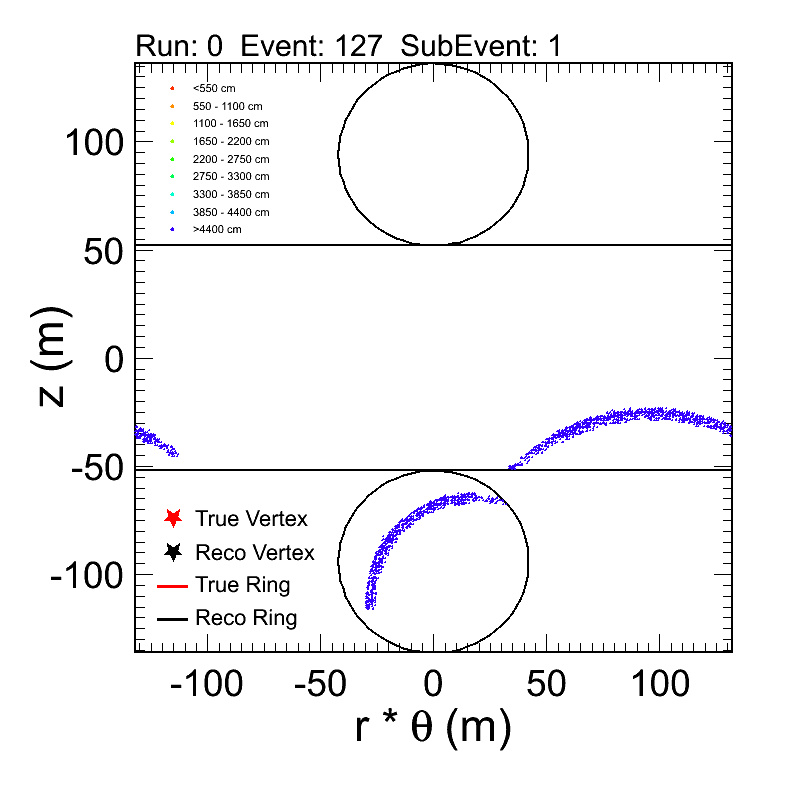 Run: 0  Event: 127  SubEvent: 1
<550 cm
550 - 1100 cm
1100 - 1650 cm
1650 - 2200 cm
2200 - 2750 cm
2750 - 3300 cm
3300 - 3850 cm
3850 - 4400 cm
>4400 cm
100
50
0
-50
-100
z (m)
True Vertex
Reco Vertex
True Ring
Reco Ring
-100 -50 0 50 100
r * θ (m)